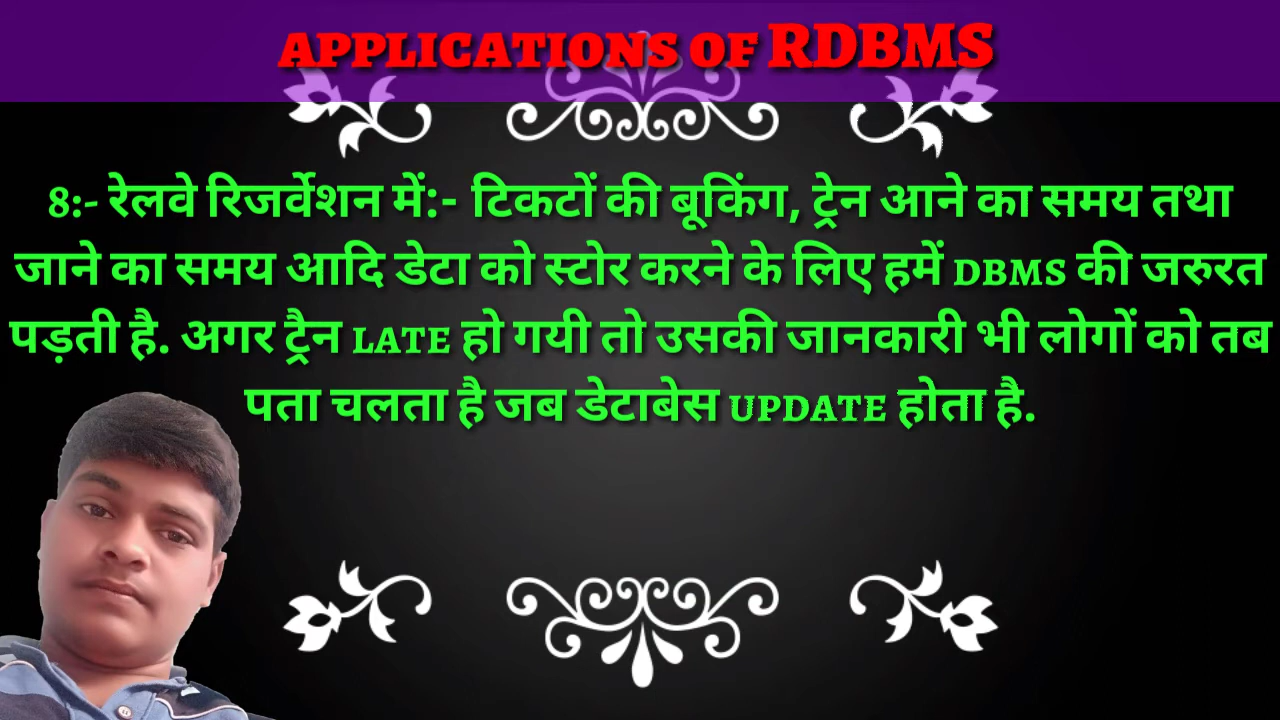 APPLICATIONS OF RDBMS
8:- रेलवे रिजर्वेशन में:- टिकटों की बूकिंग, ट्रेन आने का समय तथा
जाने का समय आदि डेटा को स्टोर करने के लिए हमें DBMS की जरुरत
पड़ती है. अगर ट्रैन LATE हो गयी तो उसकी जानकारी भी लोगों को तब
पता चलता है जब डेटाबेस UPDATE होता है.